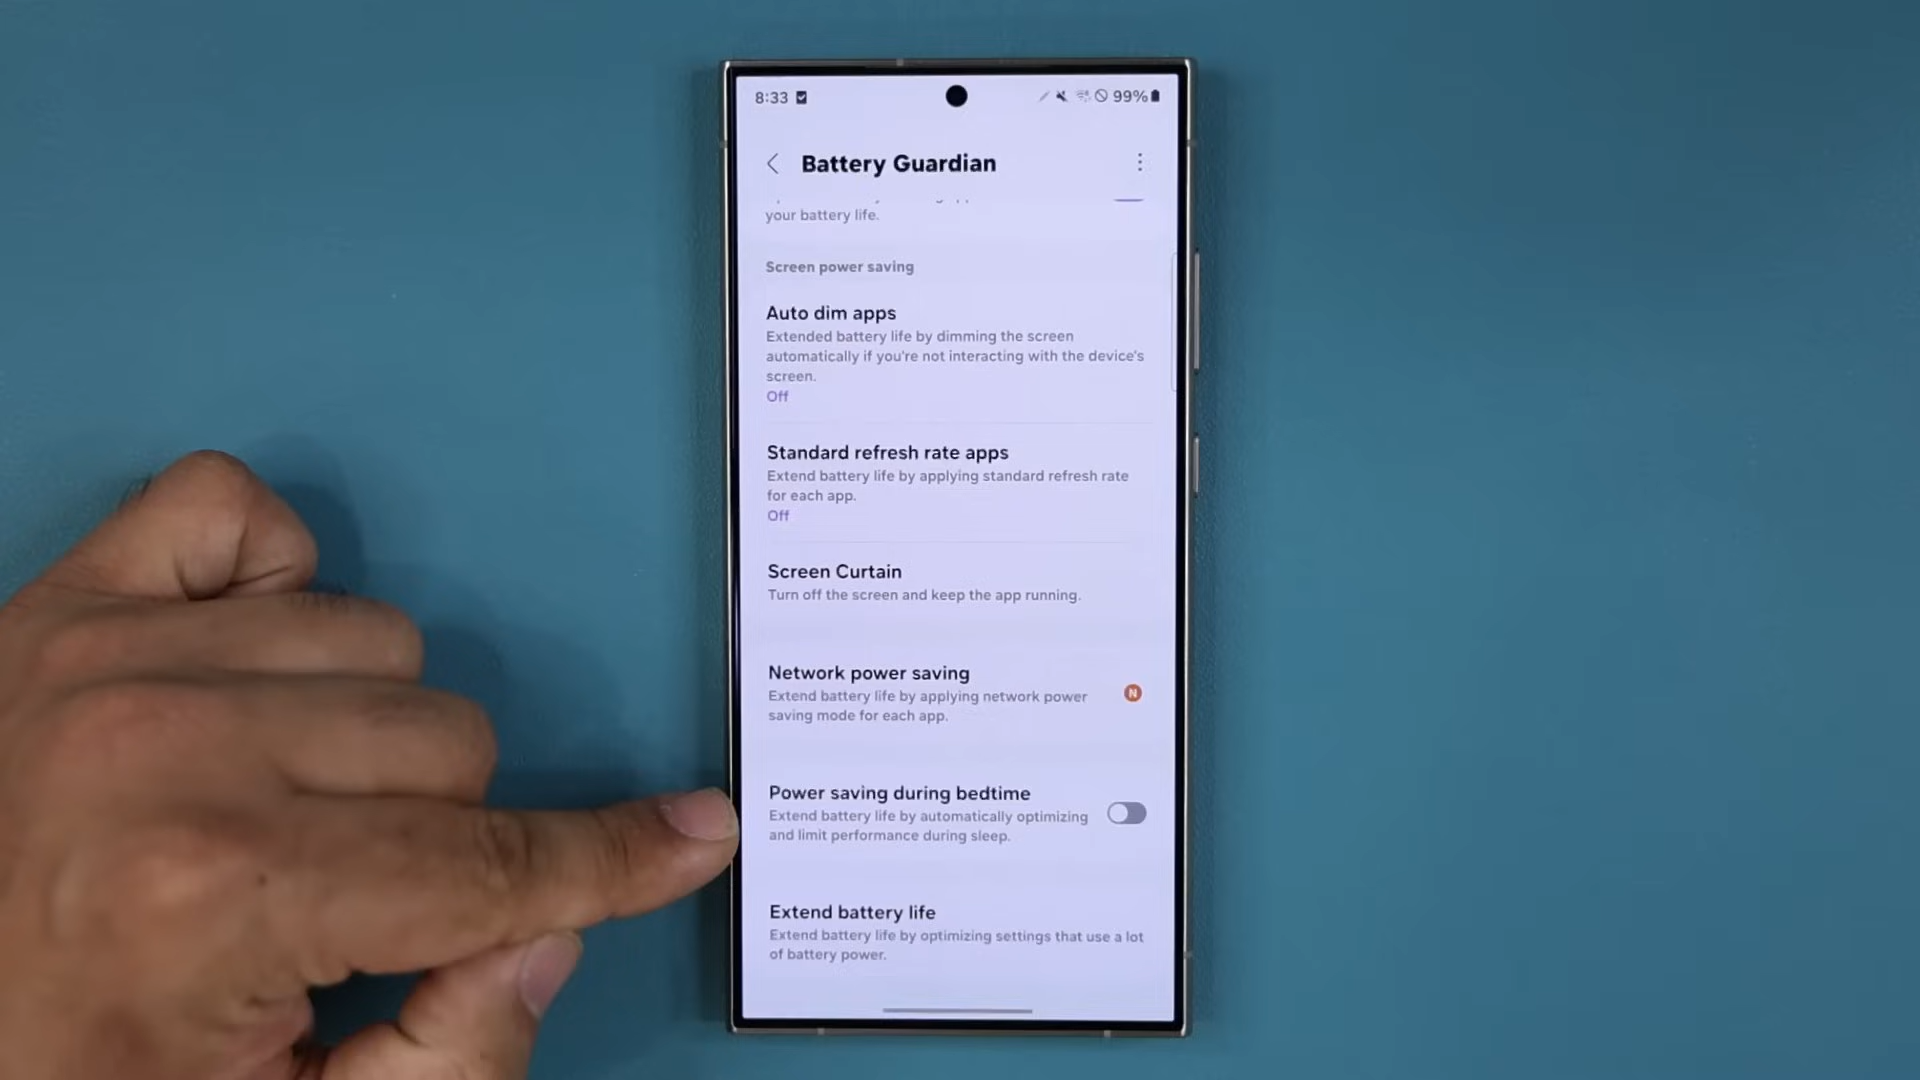 8:33
99%
Battery Guardian
your battery life.
Screen power saving
Auto dim apps
Extended battery life by dimming the screen
automatically if you're not interacting with the device's
screen.
Off
Standard refresh rate apps
Extend battery life by applying standard refresh rate
for each app.
Off
Screen Curtain
Turn off the screen and keep the app running.
Network power saving
Extend battery life by applying network power
saving mode for each app.
N
Power saving during bedtime
Extend battery life by automatically optimizing
and limit performance during sleep.
Extend battery life
Extend battery life by optimizing settings that use a lot
of battery power.